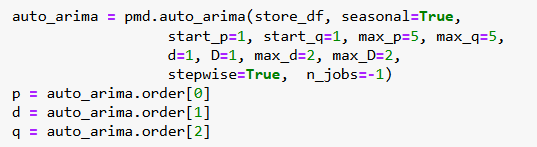 auto_arima = pmd.auto_arima(store_df, seasonal=True,
start_p=1, start_q=1, max_p=5, max_q=5,
d=1, D=1, max_d=2, max_D=2,
stepwise=True,  n_jobs=-1)
p = auto_arima.order[0]
d = auto_arima.order[1]
q = auto_arima.order[2]